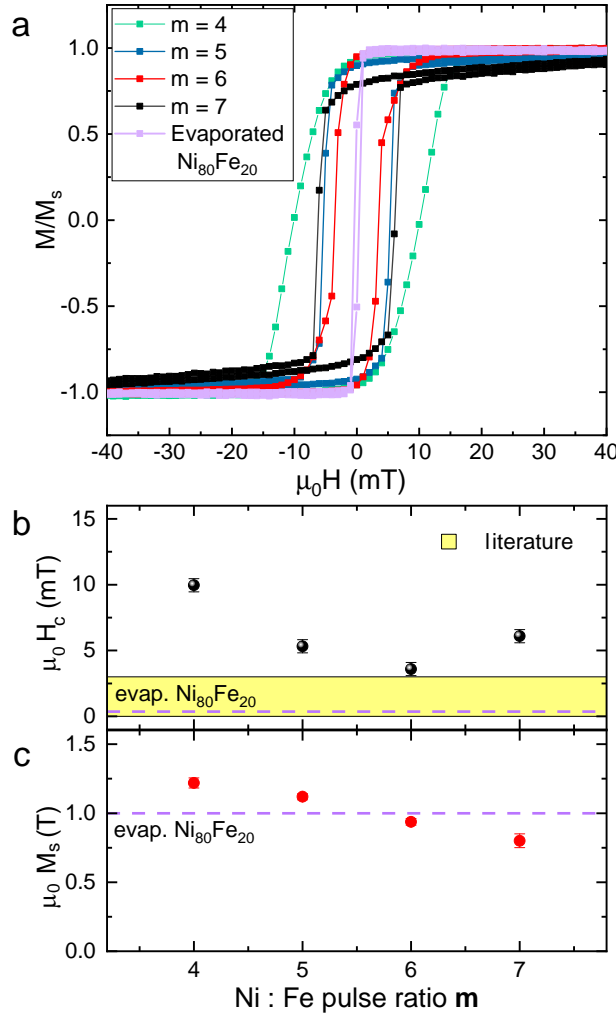 a
m = 4
m = 5
m = 6
m = 7
Evaporated
Ni₈₀Fe₂₀
1.0
0.5
0.0
-0.5
-1.0
M/Mₛ
-40 -30 -20 -10 0 10 20 30 40
μ₀H (mT)
b
15
10
5
0
μ₀ H꜀ (mT)
literature
evap. Ni₈₀Fe₂₀
c
1.5
1.0
0.5
0.0
μ₀ Mₛ (T)
evap. Ni₈₀Fe₂₀
4 5 6 7
Ni : Fe pulse ratio m